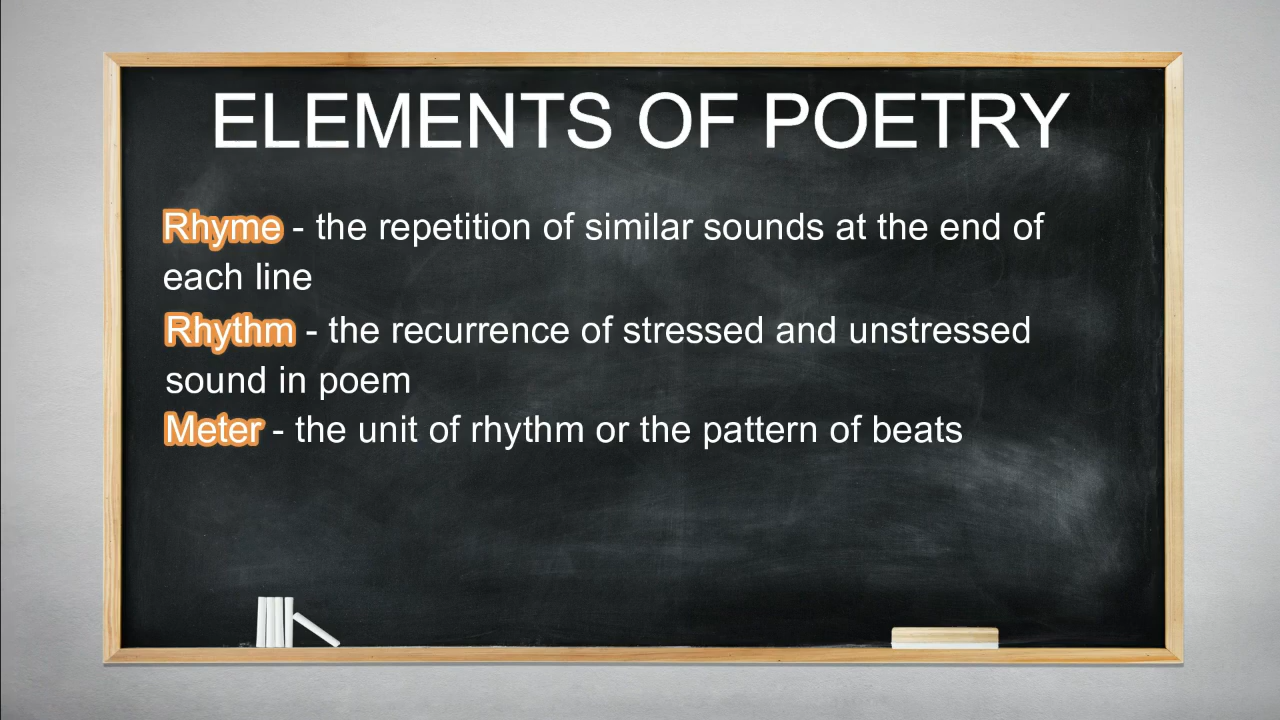 ELEMENTS OF POETRY
Rhyme - the repetition of similar sounds at the end of
each line
Rhythm - the recurrence of stressed and unstressed
sound in poem
Meter - the unit of rhythm or the pattern of beats